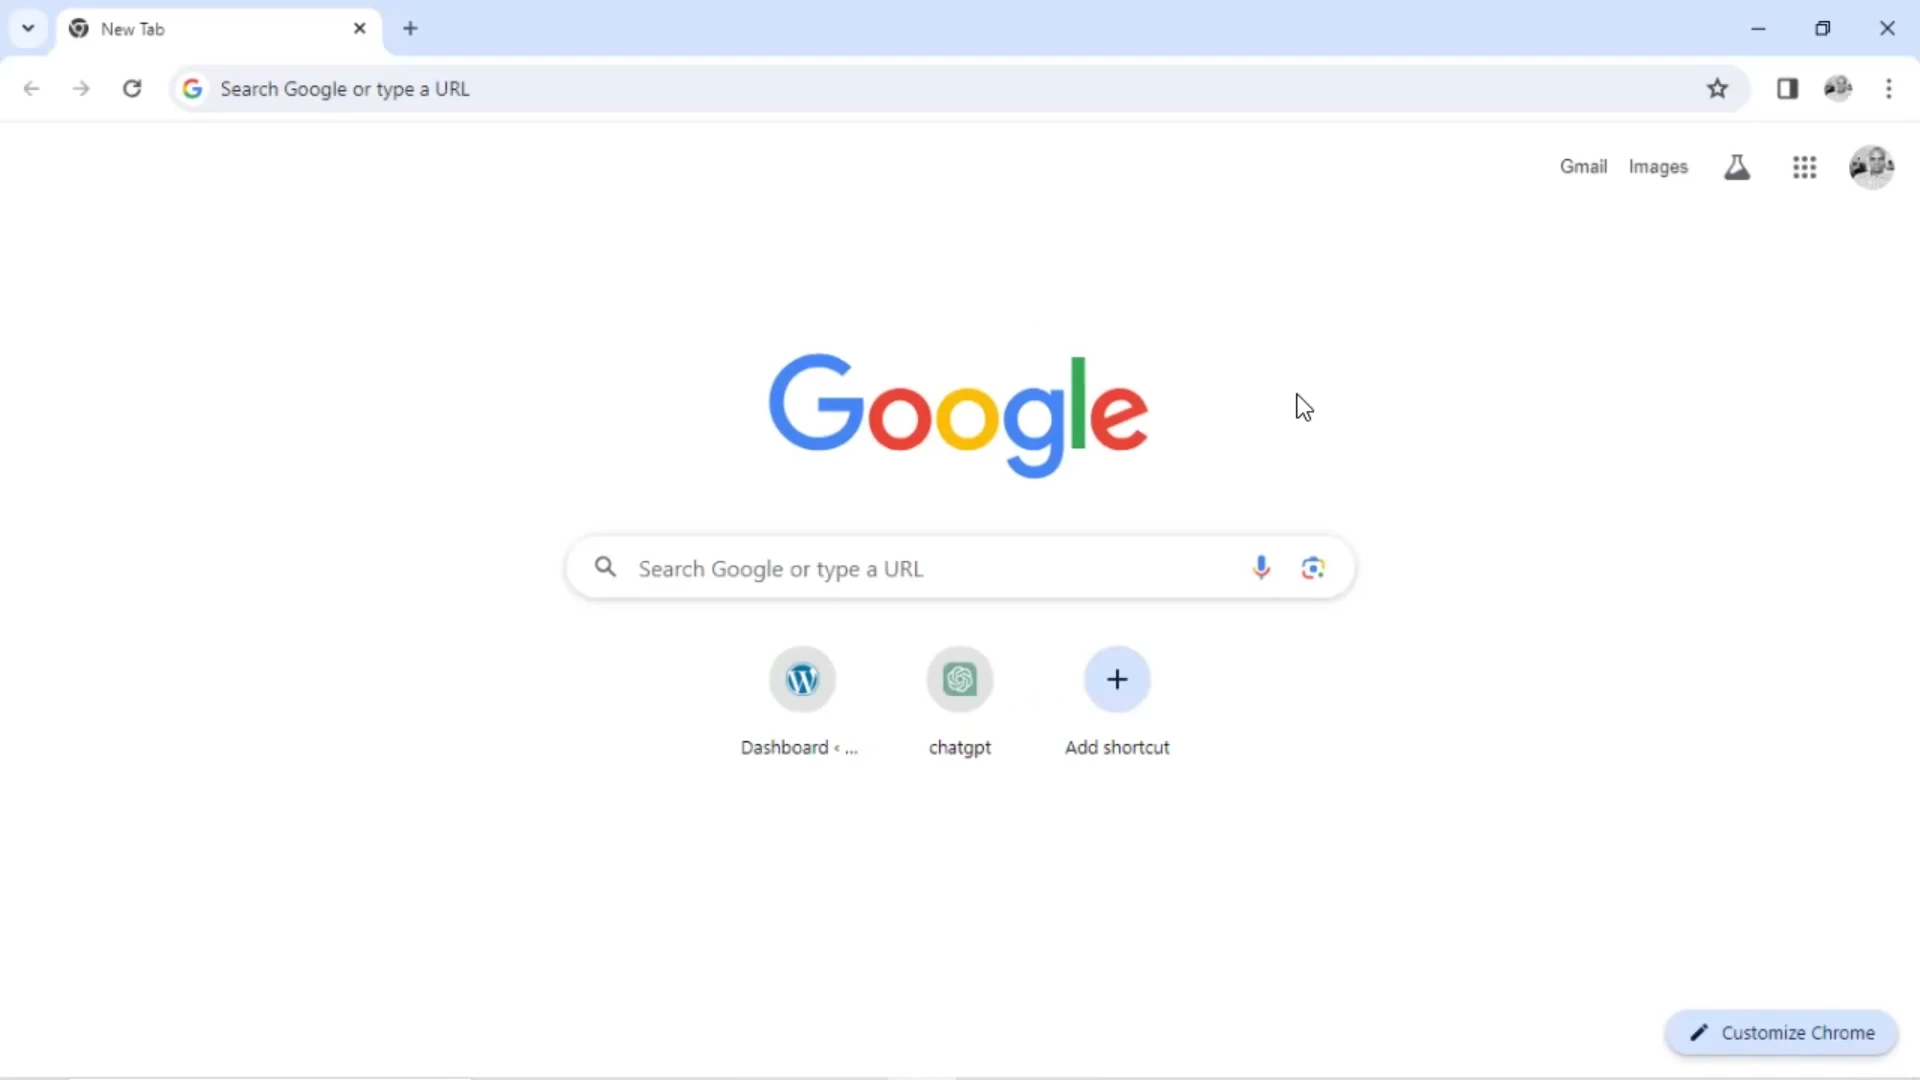 New Tab
Search Google or type a URL
Gmail Images
Google
Search Google or type a URL
Dashboard ‹ ... chatgpt Add shortcut
Customize Chrome